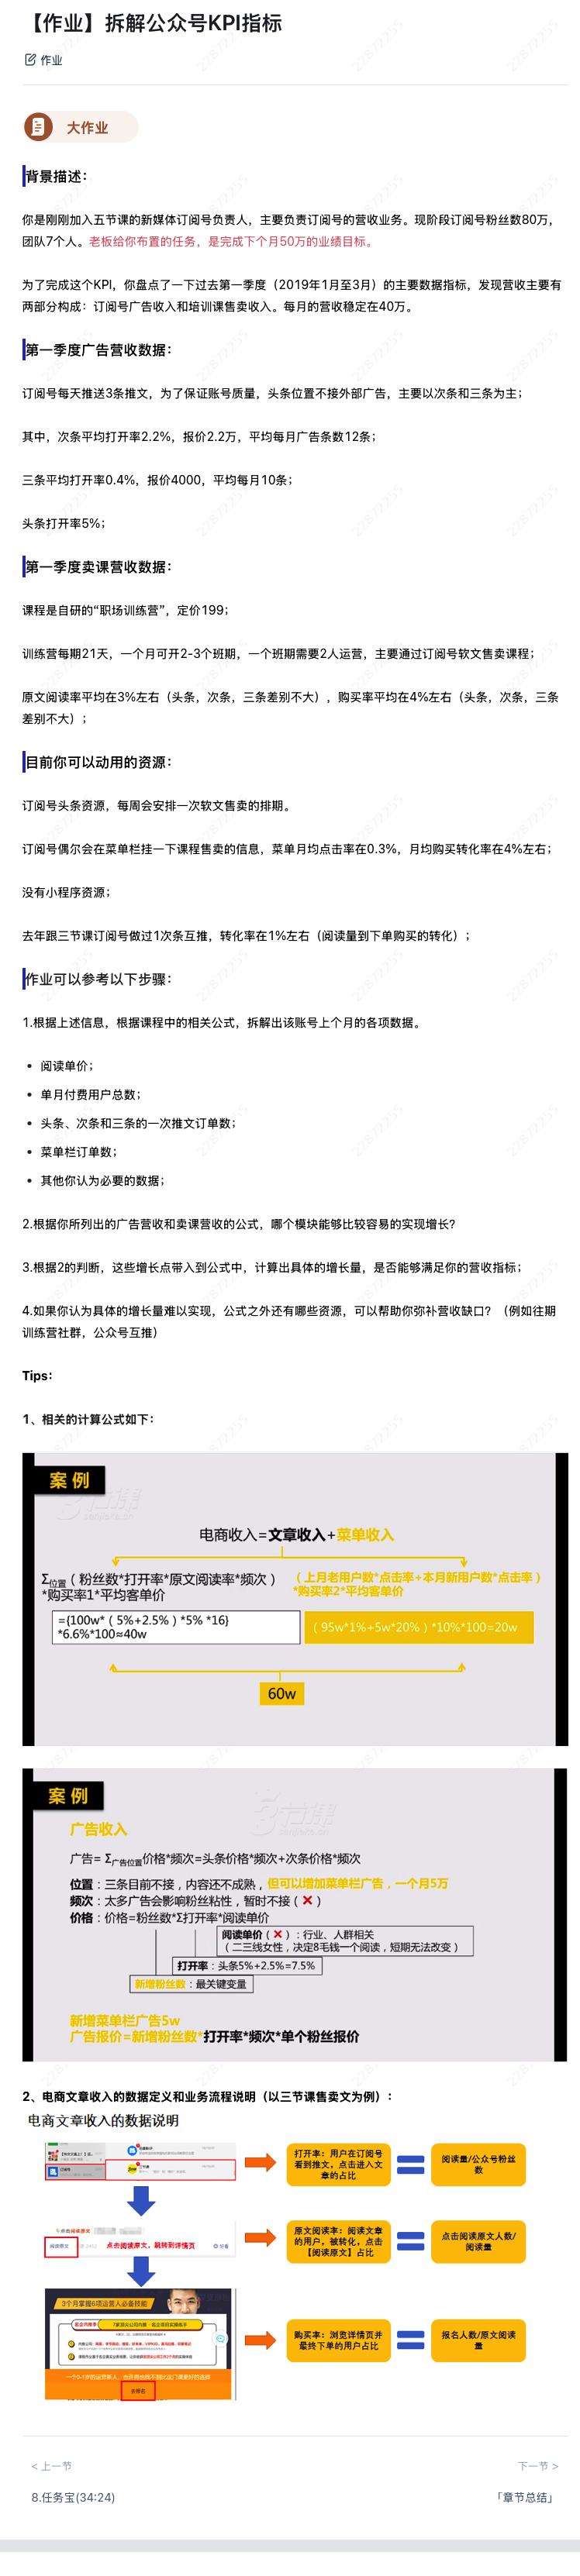 【作业】拆解公众号KPI指标
作业
大作业
背景描述：
你是刚刚加入五节课的新媒体订阅号负责人，主要负责订阅号的营收业务。现阶段订阅号粉丝数80万，
团队7个人。老板给你布置的任务，是完成下个月50万的业绩目标。
为了完成这个KPI，你盘点了一下过去第一季度（2019年1月至3月）的主要数据指标，发现营收主要有
两部分构成：订阅号广告收入和培训课售卖收入。每月的营收稳定在40万。
第一季度广告营收数据：
订阅号每天推送3条推文，为了保证账号质量，头条位置不接外部广告，主要以次条和三条为主；
其中，次条平均打开率2.2%，报价2.2万，平均每月广告条数12条；
三条平均打开率0.4%，报价4000，平均每月10条；
头条打开率5%；
第一季度卖课营收数据：
课程是自研的“职场训练营”，定价199；
训练营每期21天，一个月可开2-3个班期，一个班期需要2人运营，主要通过订阅号软文售卖课程；
原文阅读率平均在3%左右（头条，次条，三条差别不大），购买率平均在4%左右（头条，次条，三条
差别不大）；
目前你可以动用的资源：
订阅号头条资源，每周会安排一次软文售卖的排期。
订阅号偶尔会在菜单栏挂一下课程售卖的信息，菜单月均点击率在0.3%，月均购买转化率在4%左右；
没有小程序资源；
去年跟三节课订阅号做过1次条互推，转化率在1%左右（阅读量到下单购买的转化）；
作业可以参考以下步骤：
1.根据上述信息，根据课程中的相关公式，拆解出该账号上个月的各项数据。
• 阅读单价；
• 单月付费用户总数；
• 头条、次条和三条的一次推文订单数；
• 菜单栏订单数；
• 其他你认为必要的数据；
2.根据你所列出的广告营收和卖课营收的公式，哪个模块能够比较容易的实现增长？
3.根据2的判断，这些增长点带入到公式中，计算出具体的增长量，是否能够满足你的营收指标；
4.如果你认为具体的增长量难以实现，公式之外还有哪些资源，可以帮助你弥补营收缺口？（例如往期
训练营社群，公众号互推）
Tips：
1、相关的计算公式如下：
案例
电商收入=文章收入+菜单收入
Σ位置（粉丝数*打开率*原文阅读率*频次）
*购买率1*平均客单价
（上月老用户数*点击率+本月新用户数*点击率）
*购买率2*平均客单价
={100w*（5%+2.5%）*5% *16}
*6.6%*100≈40w
（95w*1%+5w*20%）*10%*100=20w
60w
案例
广告收入
广告= Σ广告位置价格*频次=头条价格*频次+次条价格*频次
位置：三条目前不接，内容还不成熟，但可以增加菜单栏广告，一个月5万
频次：太多广告会影响粉丝粘性，暂时不接（×）
价格：价格=粉丝数*Σ打开率*阅读单价
阅读单价（×）：行业、人群相关
（二三线女性，决定8毛钱一个阅读，短期无法改变）
打开率：头条5%+2.5%=7.5%
新增粉丝数：最关键变量
新增菜单栏广告5w
广告报价=新增粉丝数*打开率*频次*单个粉丝报价
2、电商文章收入的数据定义和业务流程说明（以三节课售卖文为例）：
电商文章收入的数据说明
打开率：用户在订阅号
看到推文，点击进入文
章的占比
阅读量/公众号粉丝
数
点击阅读原文，跳转到详情页
原文阅读率：阅读文章
的用户，被转化，点击
【阅读原文】占比
点击阅读原文人数/
阅读量
3个月掌握6项运营人必备技能
购买率：浏览详情页并
最终下单的用户占比
报名人数/原文阅读
量
< 上一节
下一节 >
8.任务宝(34:24)
「章节总结」